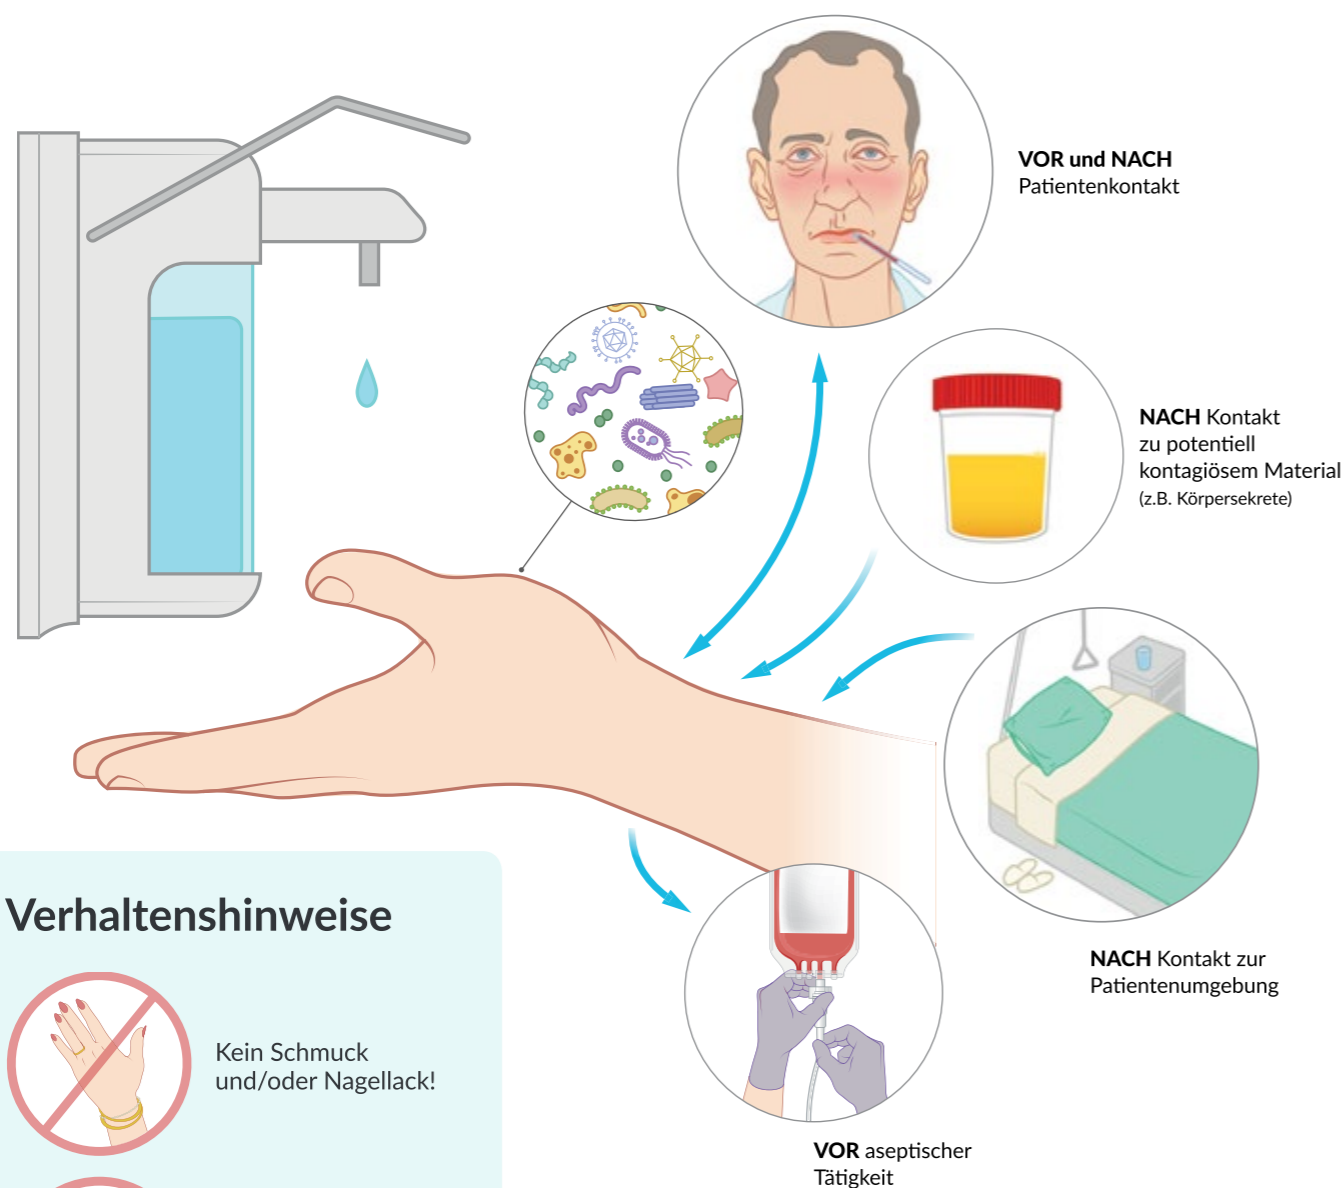 VOR und NACH
Patientenkontakt
NACH Kontakt
zu potentiell
kontagiösem Material
(z.B. Körpersekrete)
NACH Kontakt zur
Patientenumgebung
VOR aseptischer
Tätigkeit
Verhaltenshinweise
Kein Schmuck
und/oder Nagellack!